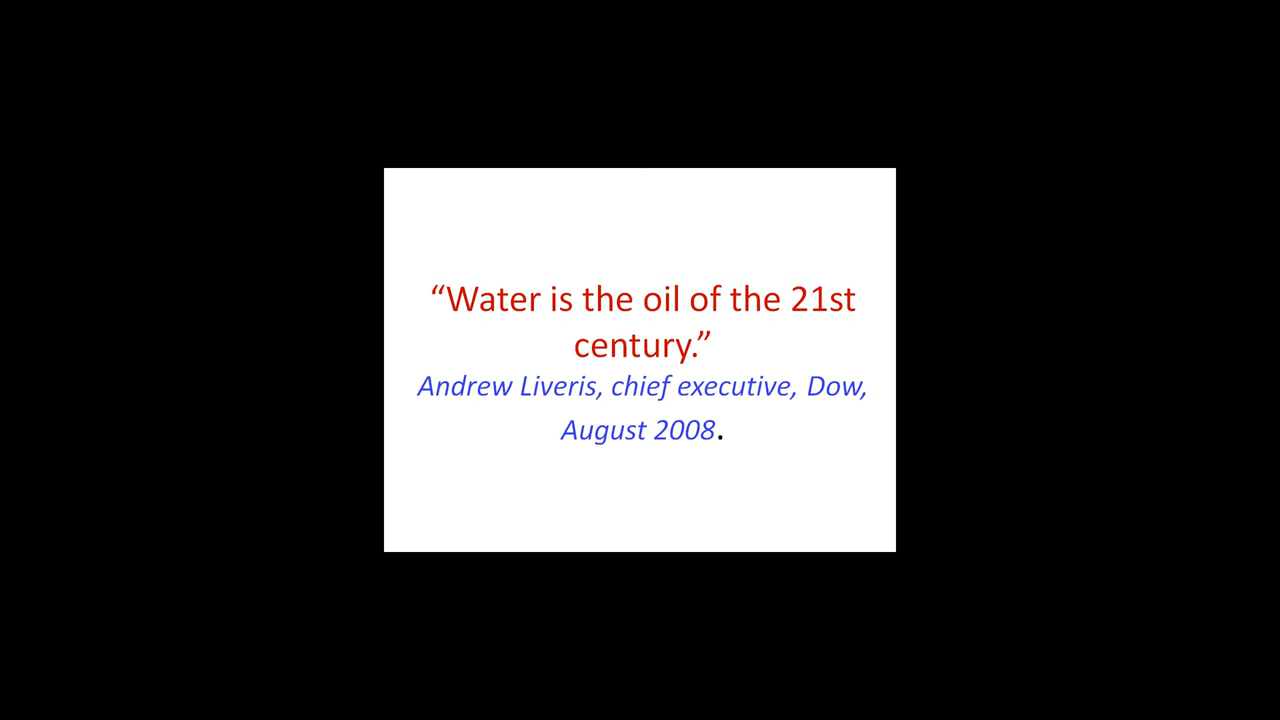 “Water is the oil of the 21st
century.”
Andrew Liveris, chief executive, Dow,
August 2008.